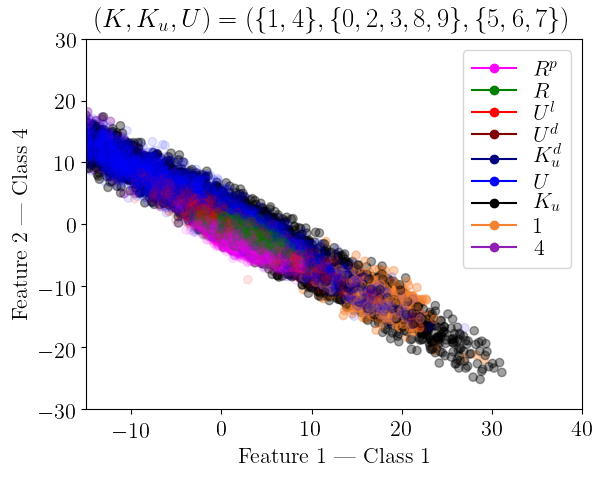 (K, K_u, U) = ({1, 4}, {0, 2, 3, 8, 9}, {5, 6, 7})
30
20
10
0
−10
−20
−30
Feature 2 — Class 4
R^p
R
U^l
U^d
K_u^d
U
K_u
1
4
−10
0
10
20
30
40
Feature 1 — Class 1